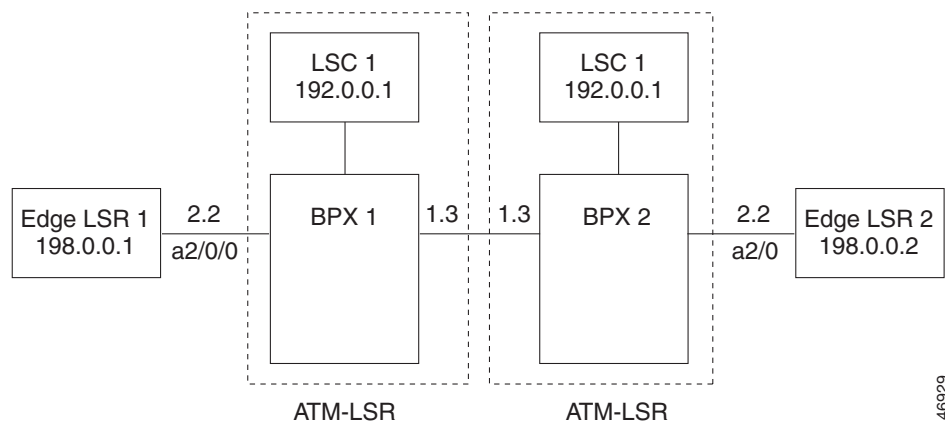 LSC 1
192.0.0.1
LSC 1
192.0.0.1
Edge LSR 1
198.0.0.1
2.2
a2/0/0
BPX 1
1.3
1.3
BPX 2
2.2
a2/0
Edge LSR 2
198.0.0.2
ATM-LSR
ATM-LSR
46929